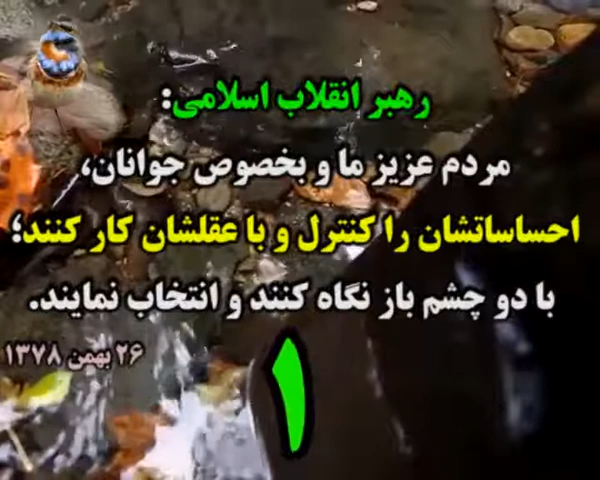 رهبر انقلاب اسلامی:
مردم عزیز ما و بخصوص جوانان،
احساساتشان را کنترل و با عقلشان کار کنند؛
با دو چشم باز نگاه کنند و انتخاب نمایند.
۲۶ بهمن ۱۳۷۸
۱